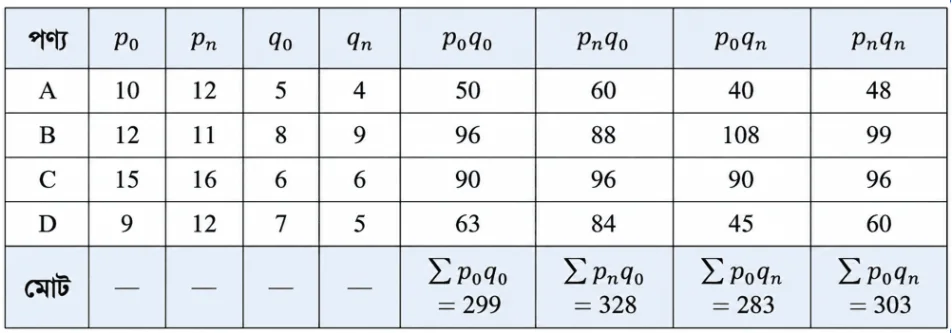 পণ্য p₀ pₙ q₀ qₙ p₀q₀ pₙq₀ p₀qₙ pₙqₙ
A 10 12 5 4 50 60 40 48
B 12 11 8 9 96 88 108 99
C 15 16 6 6 90 96 90 96
D 9 12 7 5 63 84 45 60
মোট — — — — ∑ p₀q₀ = 299 ∑ pₙq₀ = 328 ∑ p₀qₙ = 283 ∑ p₀qₙ = 303